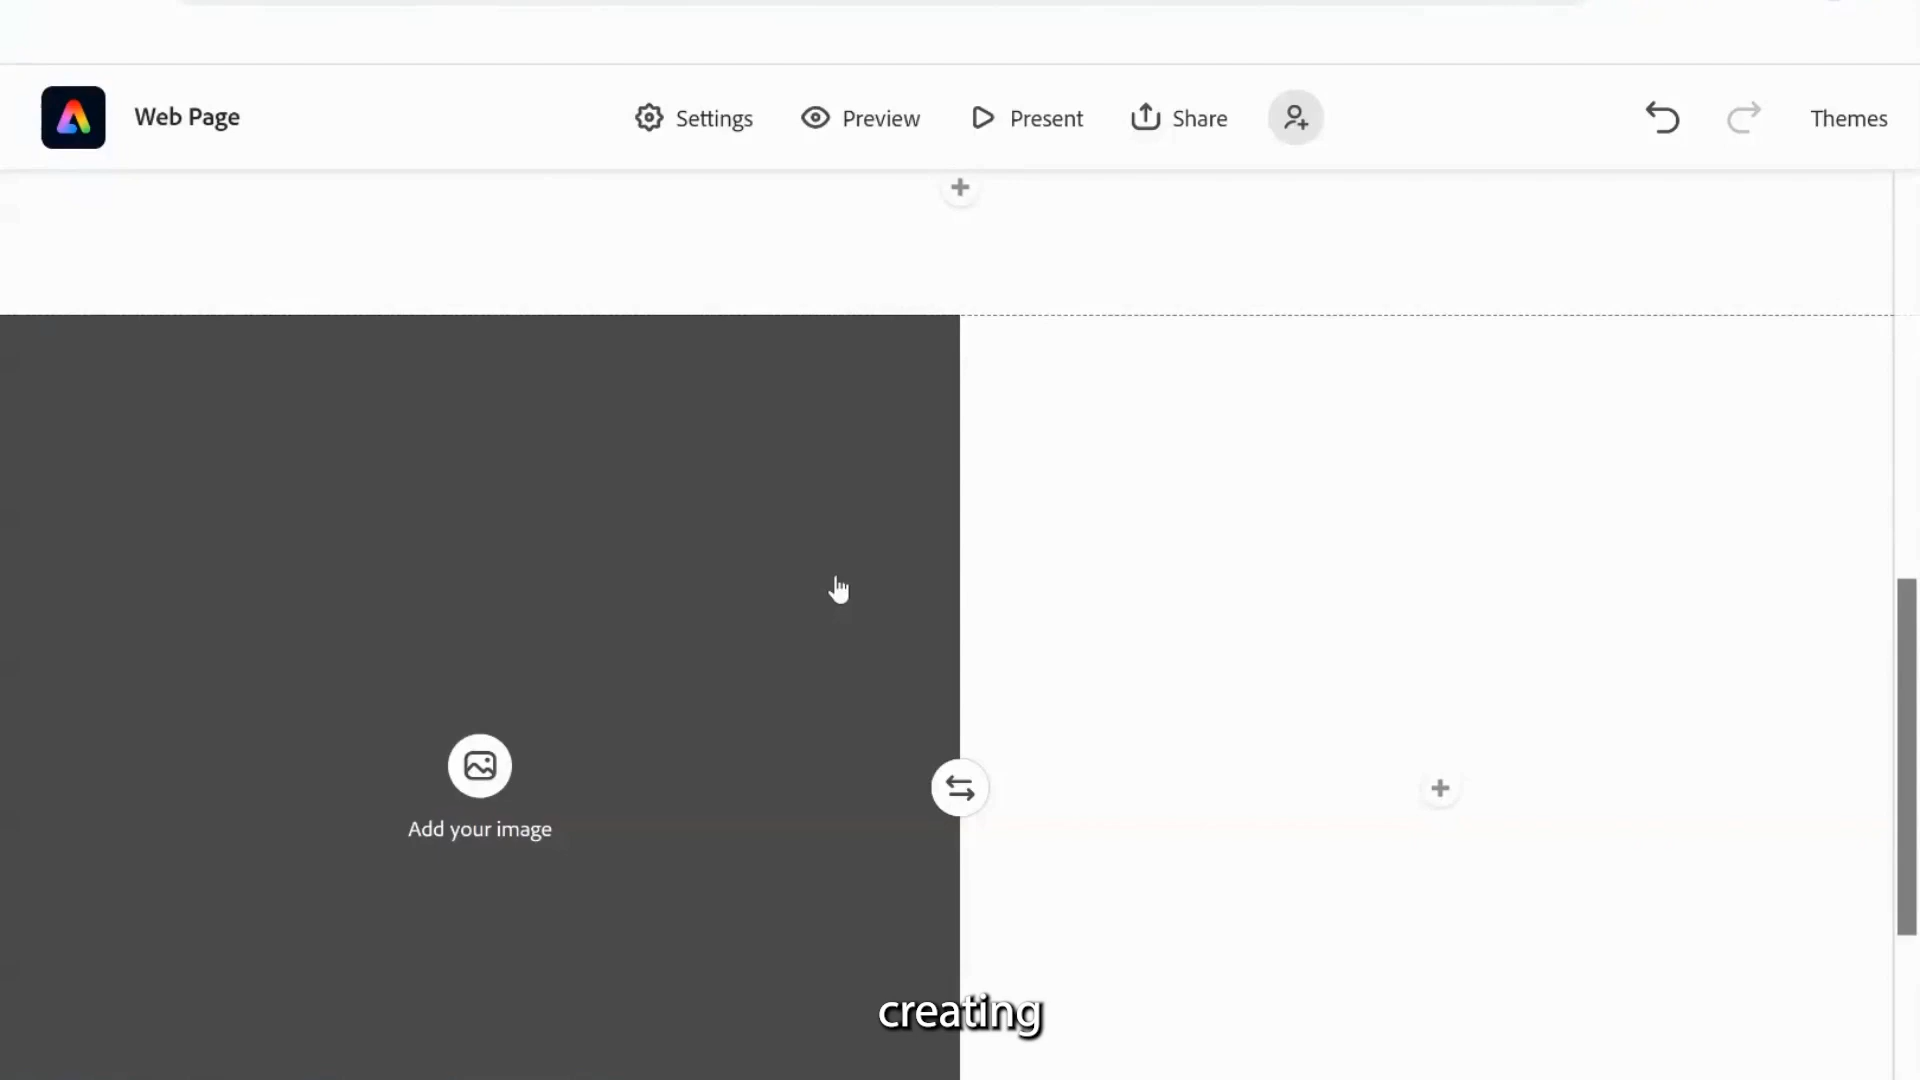 Web Page
Settings
Preview
Present
Share
Themes
Add your image
creating